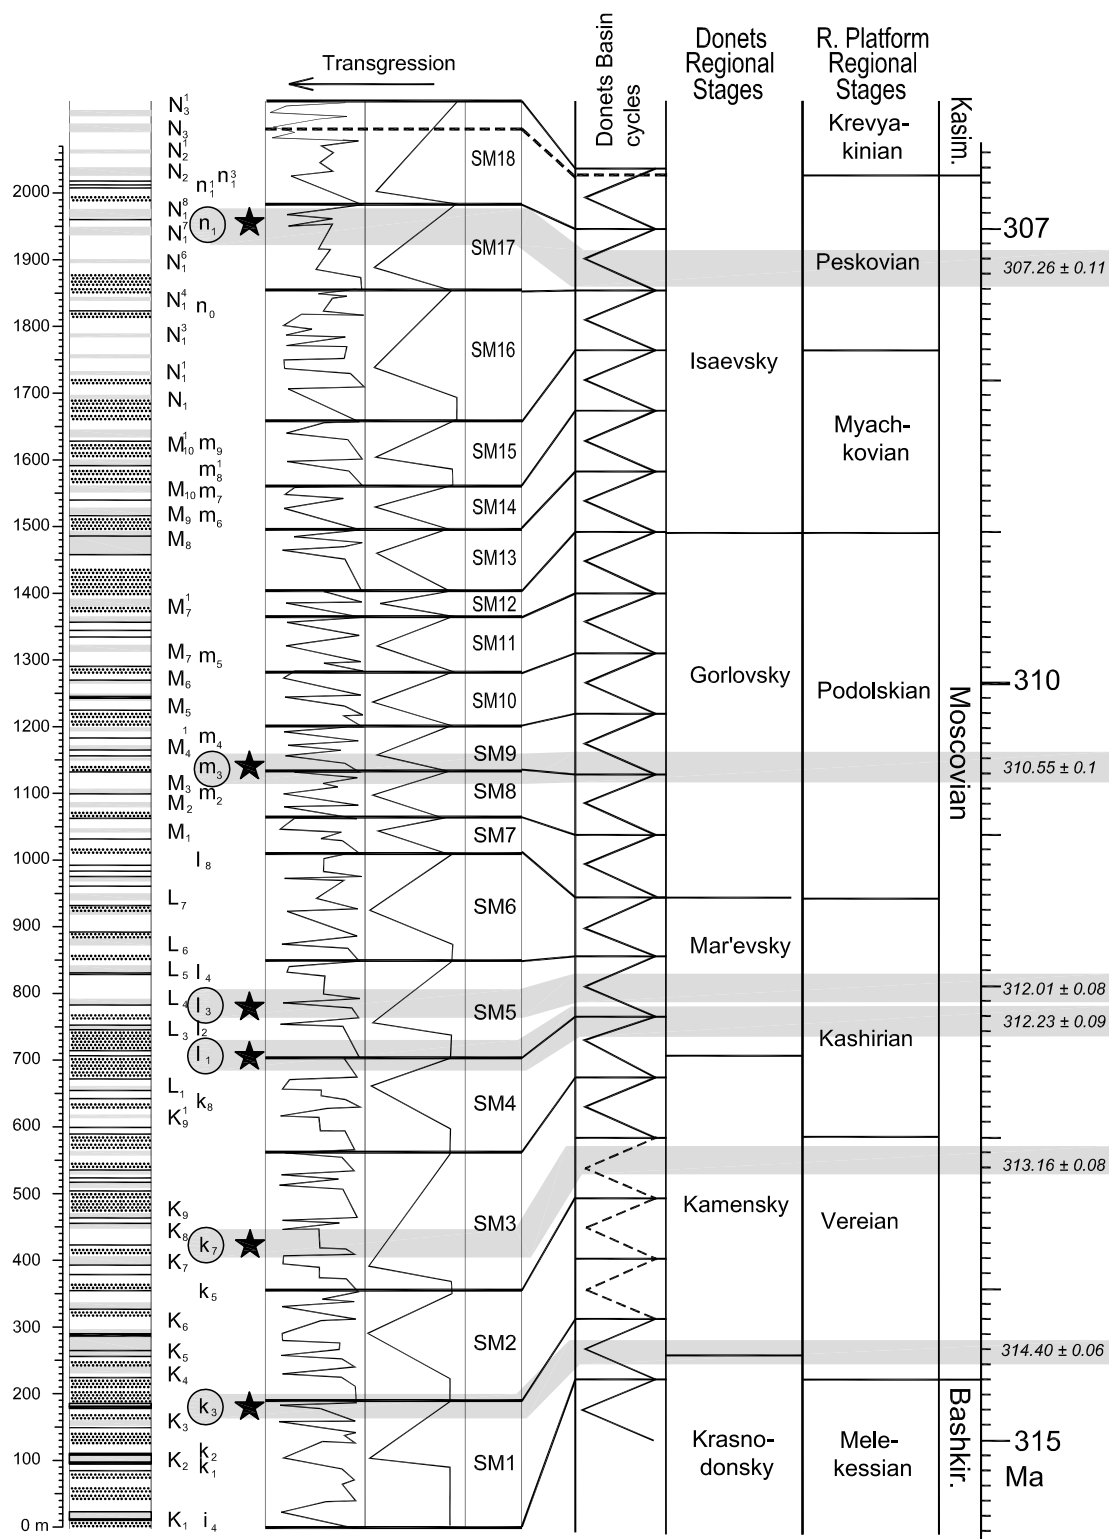 Transgression
Donets Basin
cycles
Donets
Regional
Stages
R. Platform
Regional
Stages
Kasim.
Moscovian
Bashkir.
Krevya-
kinian
Peskovian
Myach-
kovian
Podolskian
Kashirian
Vereian
Mele-
kessian
Isaevsky
Gorlovsky
Mar'evsky
Kamensky
Krasno-
donsky
307
307.26 ± 0.11
310
310.55 ± 0.1
312.01 ± 0.08
312.23 ± 0.09
313.16 ± 0.08
314.40 ± 0.06
315
Ma
SM18
SM17
SM16
SM15
SM14
SM13
SM12
SM11
SM10
SM9
SM8
SM7
SM6
SM5
SM4
SM3
SM2
SM1
2000
1900
1800
1700
1600
1500
1400
1300
1200
1100
1000
900
800
700
600
500
400
300
200
100
0 m
N₃¹
N₃
N₂¹
N₂
n₁¹ n₁³
N₁⁸
n₁
N₁⁷
N₁⁶
N₁⁴ n₀
N₁³
N₁¹
N₁
M₁₀¹ m₉
m₈¹
M₁₀ m₇
M₉ m₆
M₈
M₇¹
M₇ m₅
M₆
M₅
M₄¹ m₄
m₃
M₃ m₂
M₂
M₁
l₈
L₇
L₆
L₅ l₄
L₄ l₃
L₃ l₂
l₁
L₁ k₈
K₉¹
K₉
K₈
k₇
K₇
k₅
K₆
K₅
K₄
k₃
K₃
K₂ k₂
k₁
K₁ i₄